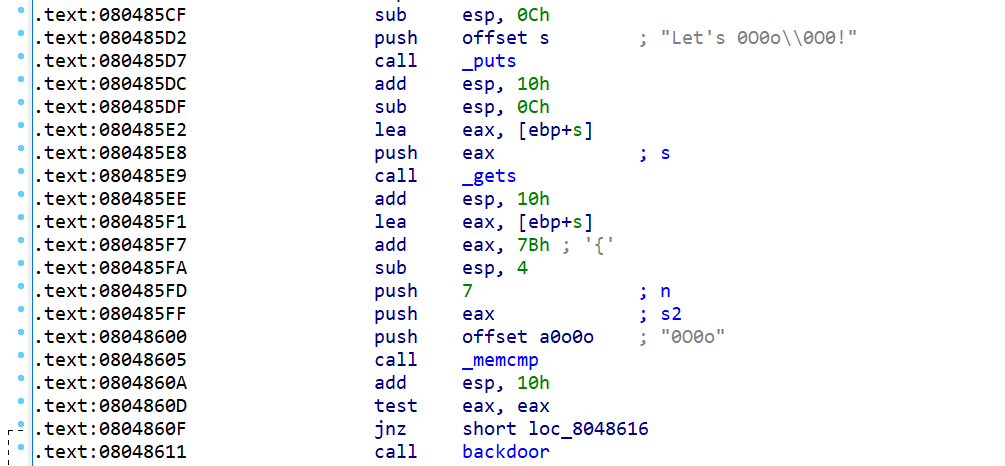 .text:080485CF sub esp, 0Ch
.text:080485D2 push offset s ; "Let's 0O0o\\0O0!"
.text:080485D7 call _puts
.text:080485DC add esp, 10h
.text:080485DF sub esp, 0Ch
.text:080485E2 lea eax, [ebp+s]
.text:080485E8 push eax ; s
.text:080485E9 call _gets
.text:080485EE add esp, 10h
.text:080485F1 lea eax, [ebp+s]
.text:080485F7 add eax, 7Bh ; '{'
.text:080485FA sub esp, 4
.text:080485FD push 7 ; n
.text:080485FF push eax ; s2
.text:08048600 push offset a0o0o ; "0O0o"
.text:08048605 call _memcmp
.text:0804860A add esp, 10h
.text:0804860D test eax, eax
.text:0804860F jnz short loc_8048616
.text:08048611 call backdoor